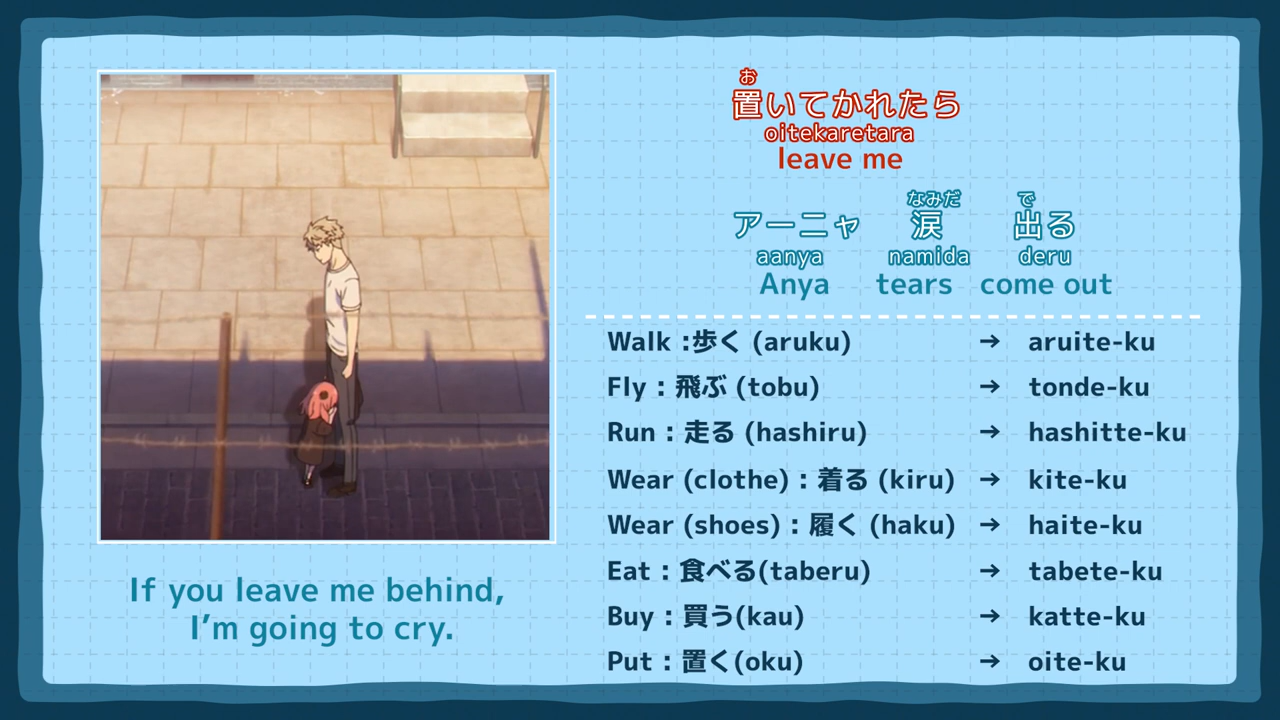 If you leave me behind,
I'm going to cry.
お
置いてかれたら
oitekaretara
leave me
なみだ で
アーニャ 涙 出る
aanya namida deru
Anya tears come out
Walk :歩く (aruku) → aruite-ku
Fly : 飛ぶ (tobu) → tonde-ku
Run : 走る (hashiru) → hashitte-ku
Wear (clothe) : 着る (kiru) → kite-ku
Wear (shoes) : 履く (haku) → haite-ku
Eat : 食べる(taberu) → tabete-ku
Buy : 買う(kau) → katte-ku
Put : 置く(oku) → oite-ku